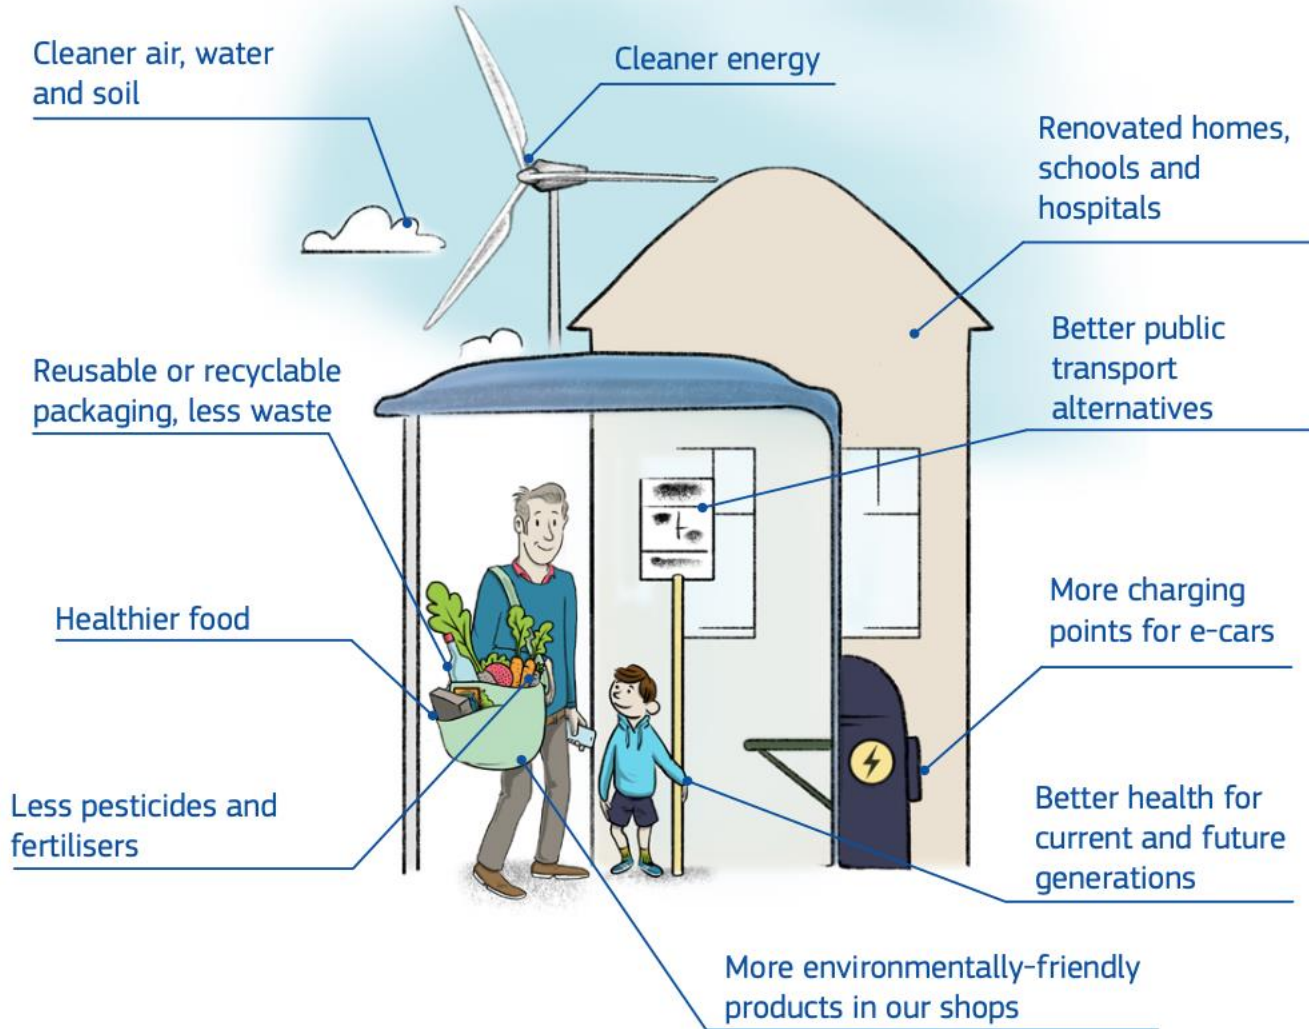 Cleaner air, water
and soil
Cleaner energy
Renovated homes,
schools and
hospitals
Better public
transport
alternatives
Reusable or recyclable
packaging, less waste
Healthier food
More charging
points for e-cars
Less pesticides and
fertilisers
Better health for
current and future
generations
More environmentally-friendly
products in our shops